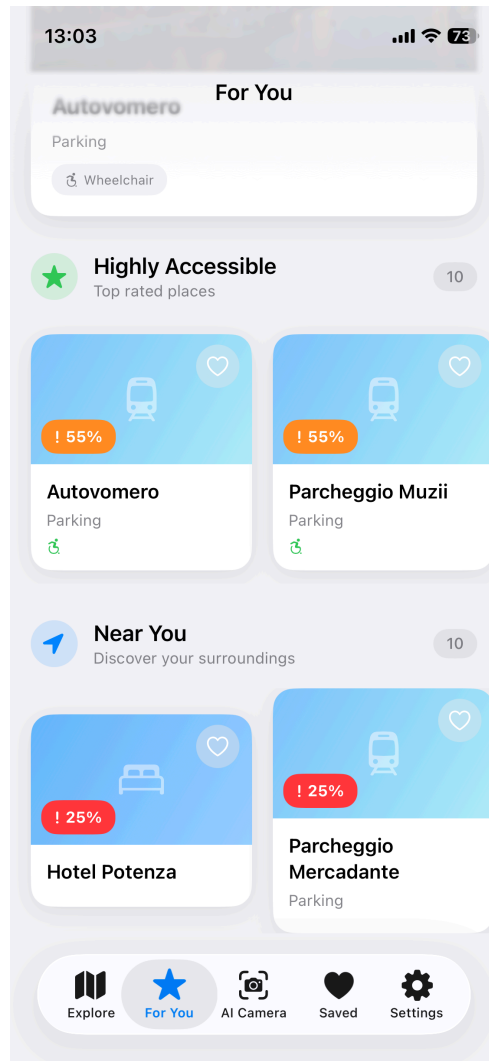 13:03
73
For You
Autovomero
Parking
Wheelchair
Highly Accessible
10
Top rated places
! 55%
! 55%
Autovomero
Parcheggio Muzii
Parking
Parking
Near You
10
Discover your surroundings
! 25%
! 25%
Hotel Potenza
Parcheggio
Mercadante
Parking
Explore
For You
AI Camera
Saved
Settings